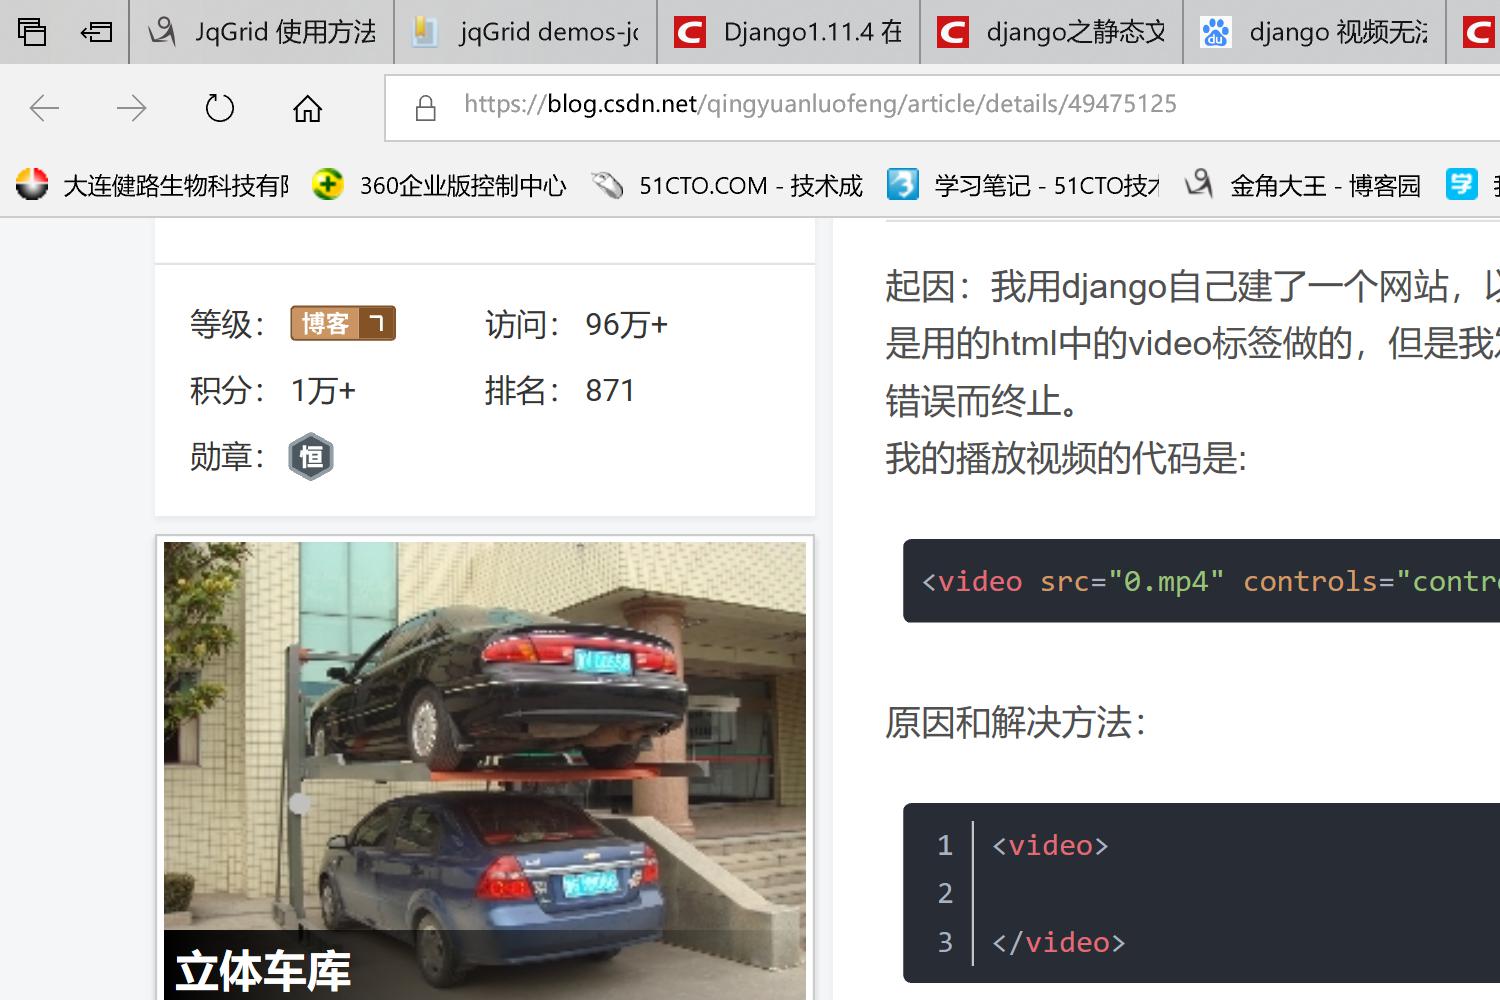 JqGrid 使用方法
jqGrid demos-jq
Django1.11.4 在
django之静态文
django 视频无法
https://blog.csdn.net/qingyuanluofeng/article/details/49475125
大连健路生物科技有限
360企业版控制中心
51CTO.COM - 技术成
学习笔记 - 51CTO技术
金角大王 - 博客园
学
等级： 博客 7
访问： 96万+
积分： 1万+
排名： 871
勋章： 恒
立体车库
起因：我用django自己建了一个网站，以
是用的html中的video标签做的，但是我发
错误而终止。
我的播放视频的代码是:
<video src="0.mp4" controls="contro
原因和解决方法：
1 <video>
2
3 </video>